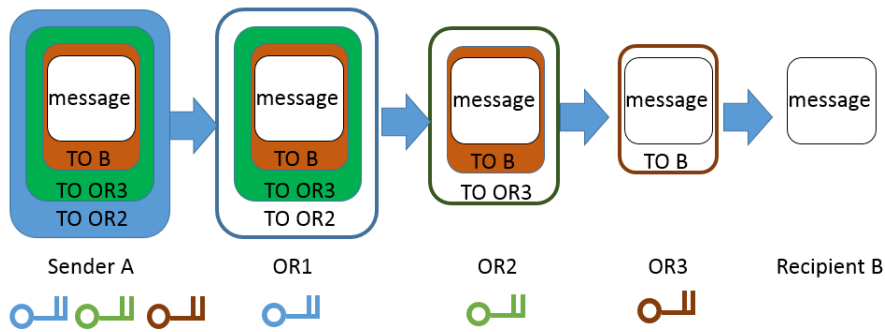 message message message message message
TO B TO B TO B TO B
TO OR3 TO OR3 TO OR3
TO OR2 TO OR2
Sender A OR1 OR2 OR3 Recipient B